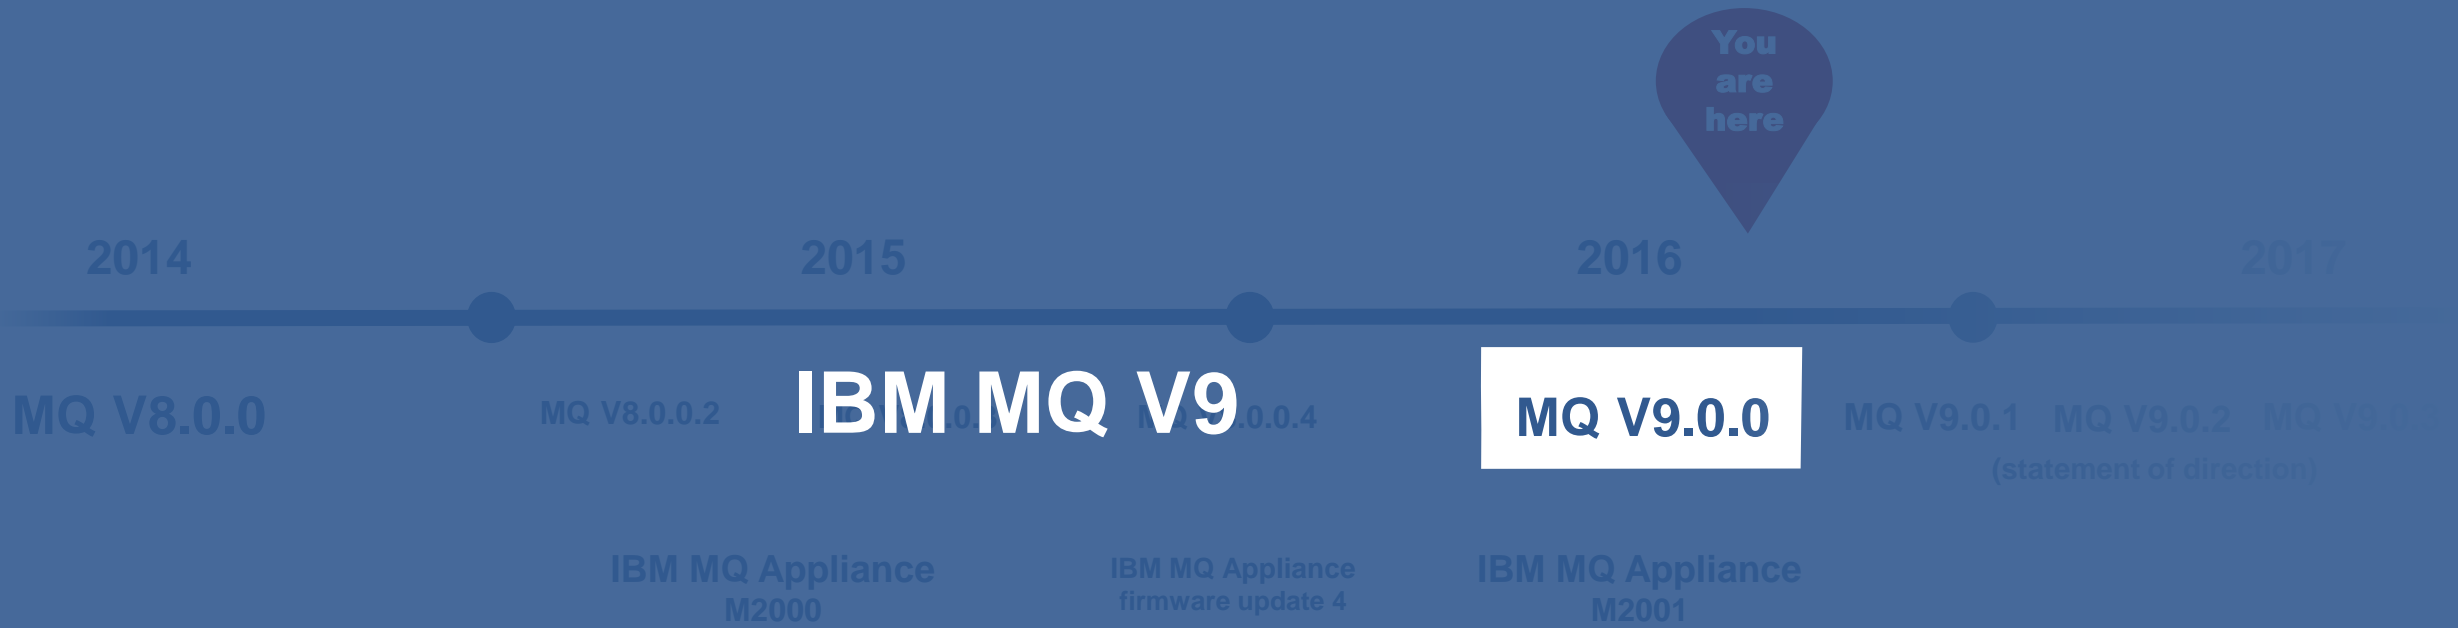 You
are
here
2014
2015
2016
2017
MQ V8.0.0
MQ V8.0.0.2
IBM MQ V9
MQ V9.0.0
MQ V9.0.1
MQ V9.0.2
IBM MQ Appliance
M2000
IBM MQ Appliance
firmware update 4
IBM MQ Appliance
M2001
(statement of direction)